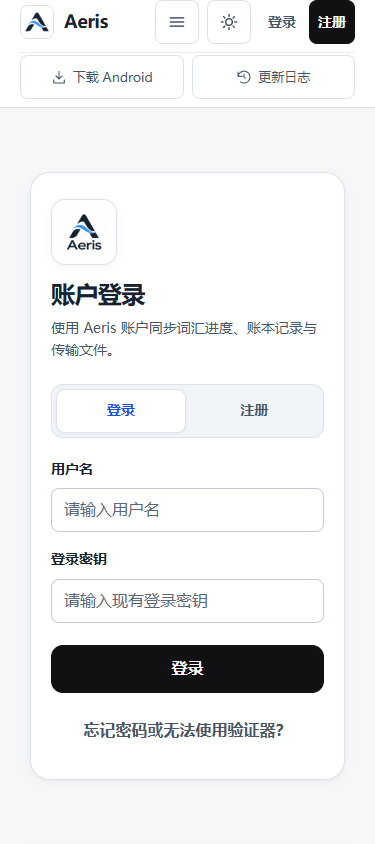 Aeris
登录
注册
下载 Android
更新日志
Aeris
账户登录
使用 Aeris 账户同步词汇进度、账本记录与
传输文件。
登录
注册
用户名
请输入用户名
登录密钥
请输入现有登录密钥
登录
忘记密码或无法使用验证器?